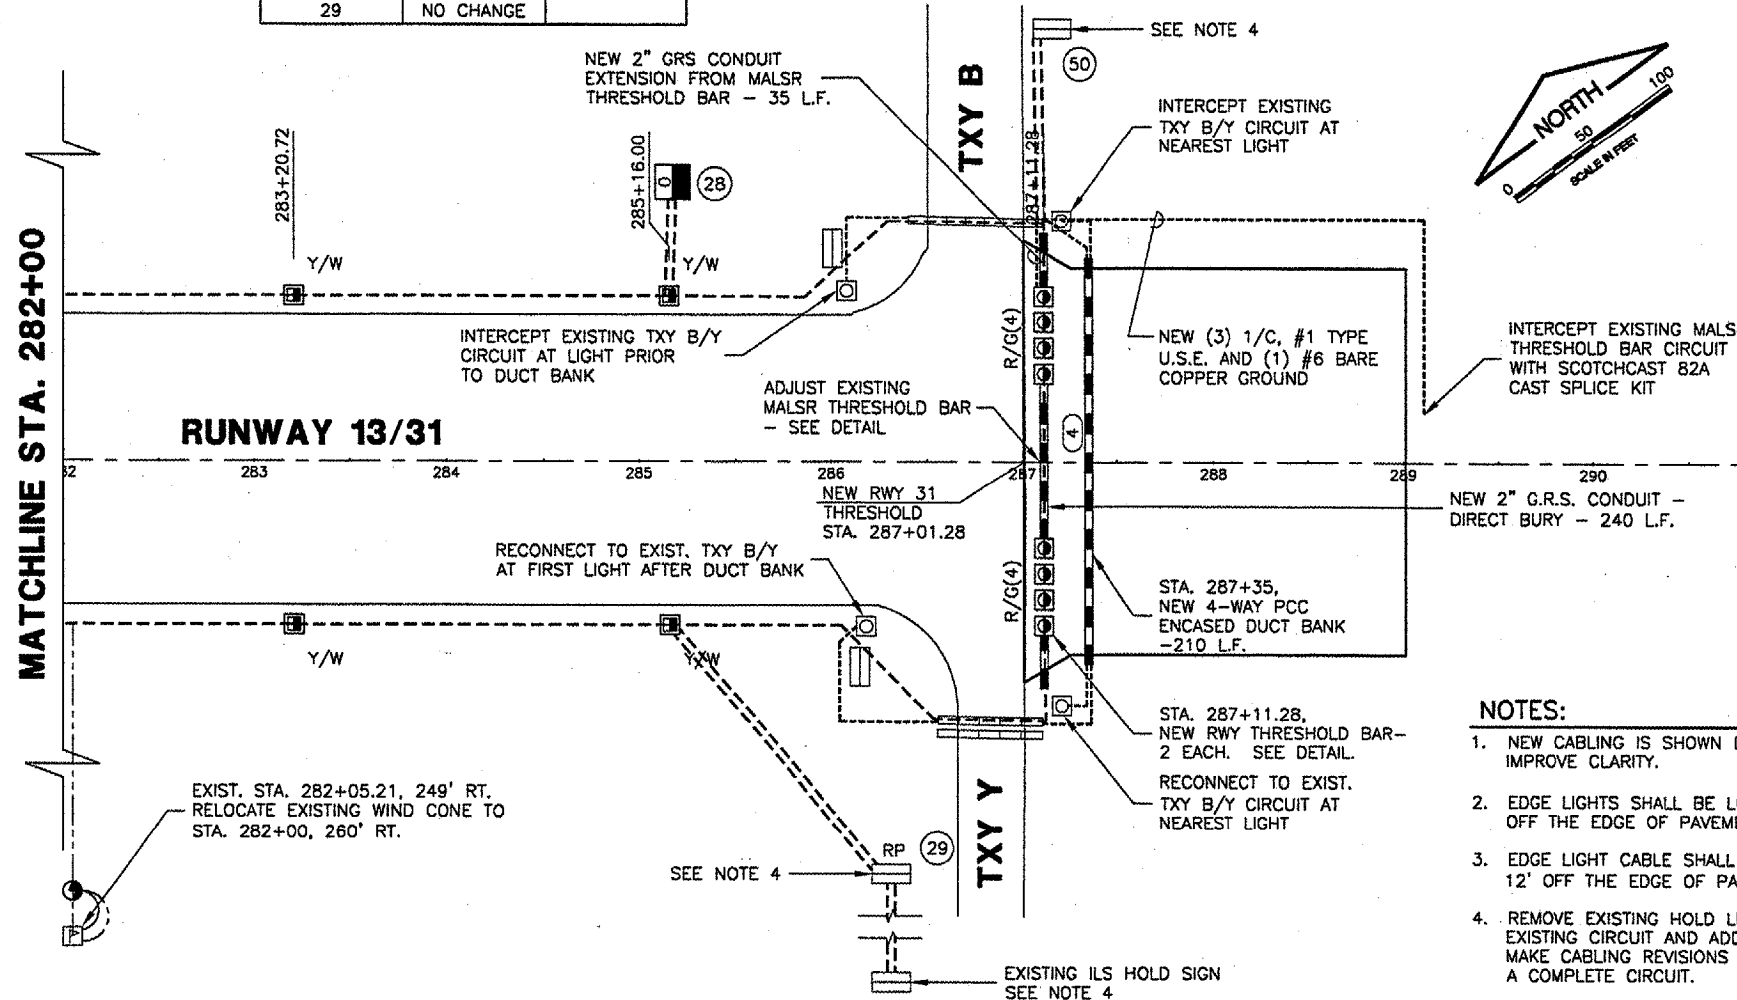 29 NO CHANGE
NEW 2" GRS CONDUIT
EXTENSION FROM MALSR
THRESHOLD BAR - 35 L.F.
TXY B
SEE NOTE 4
50
INTERCEPT EXISTING
TXY B/Y CIRCUIT AT
NEAREST LIGHT
NORTH
0 50 100
SCALE IN FEET
283+20.72
285+16.00
O
28
287+11.28
Y/W
Y/W
MATCHLINE STA. 282+00
INTERCEPT EXISTING TXY B/Y
CIRCUIT AT LIGHT PRIOR
TO DUCT BANK
R/G(4)
NEW (3) 1/C, #1 TYPE
U.S.E. AND (1) #6 BARE
COPPER GROUND
INTERCEPT EXISTING MALS
THRESHOLD BAR CIRCUIT
WITH SCOTCHCAST 82A
CAST SPLICE KIT
ADJUST EXISTING
MALSR THRESHOLD BAR
- SEE DETAIL
4
RUNWAY 13/31
283 284 285 286 287 288 289 290
NEW RWY 31
THRESHOLD
STA. 287+01.28
NEW 2" G.R.S. CONDUIT -
DIRECT BURY - 240 L.F.
RECONNECT TO EXIST. TXY B/Y
AT FIRST LIGHT AFTER DUCT BANK
R/G(4)
STA. 287+35,
NEW 4-WAY PCC
ENCASED DUCT BANK
-210 L.F.
Y/W
Y/W
STA. 287+11.28,
NEW RWY THRESHOLD BAR-
2 EACH. SEE DETAIL.
RECONNECT TO EXIST.
TXY B/Y CIRCUIT AT
NEAREST LIGHT
EXIST. STA. 282+05.21, 249' RT.
RELOCATE EXISTING WIND CONE TO
STA. 282+00, 260' RT.
TXY Y
RP
29
SEE NOTE 4
EXISTING ILS HOLD SIGN
SEE NOTE 4
NOTES:
1. NEW CABLING IS SHOWN
IMPROVE CLARITY.
2. EDGE LIGHTS SHALL BE
OFF THE EDGE OF
3. EDGE LIGHT CABLE SHALL
12' OFF THE EDGE OF
4. REMOVE EXISTING HOLD
EXISTING CIRCUIT AND
MAKE CABLING REVISIONS
A COMPLETE CIRCUIT.